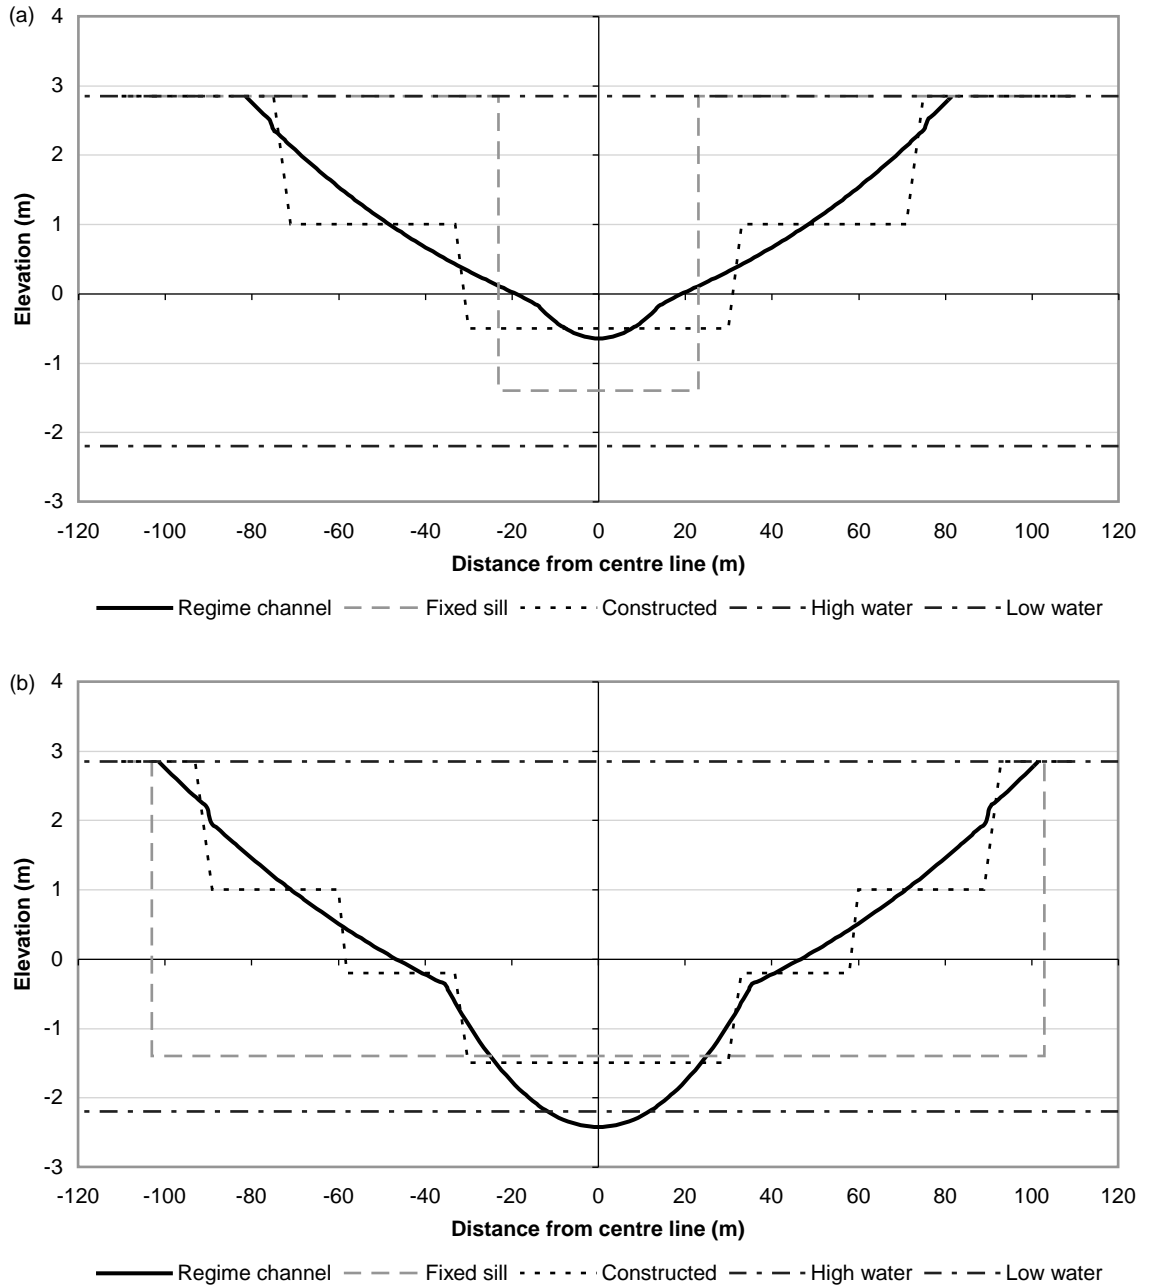 (a)
4
3
2
1
0
-1
-2
-3
Elevation (m)
-120 -100 -80 -60 -40 -20 0 20 40 60 80 100 120
Distance from centre line (m)
Regime channel Fixed sill Constructed High water Low water
(b)
4
3
2
1
0
-1
-2
-3
Elevation (m)
-120 -100 -80 -60 -40 -20 0 20 40 60 80 100 120
Distance from centre line (m)
Regime channel Fixed sill Constructed High water Low water